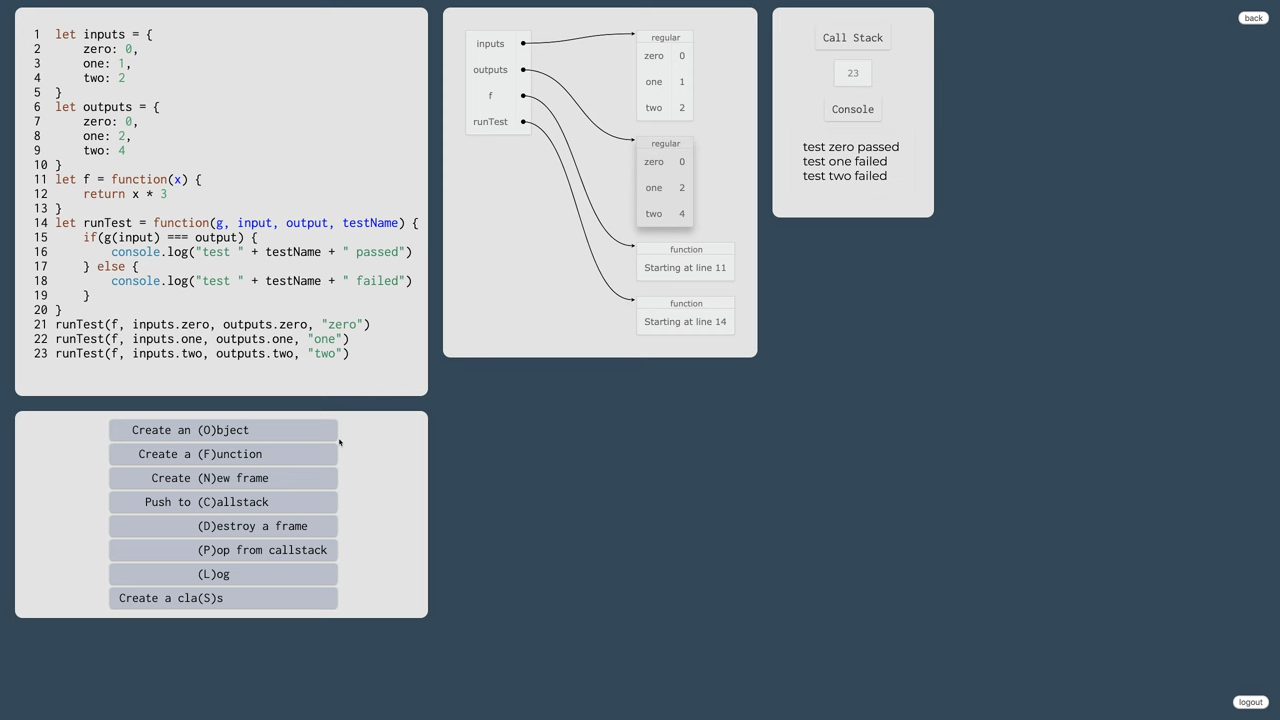 1 let inputs = {
2     zero: 0,
3     one: 1,
4     two: 2
5 }
6 let outputs = {
7     zero: 0,
8     one: 2,
9     two: 4
10 }
11 let f = function(x) {
12     return x * 3
13 }
14 let runTest = function(g, input, output, testName) {
15     if(g(input) === output) {
16         console.log("test " + testName + " passed")
17     } else {
18         console.log("test " + testName + " failed")
19     }
20 }
21 runTest(f, inputs.zero, outputs.zero, "zero")
22 runTest(f, inputs.one, outputs.one, "one")
23 runTest(f, inputs.two, outputs.two, "two")
Create an (O)bject
Create a (F)unction
Create (N)ew frame
Push to (C)allstack
(D)estroy a frame
(P)op from callstack
(L)og
Create a cla(S)s
inputs
outputs
f
runTest
regular
zero 0
one 1
two 2
regular
zero 0
one 2
two 4
function
Starting at line 11
function
Starting at line 14
Call Stack
23
Console
test zero passed
test one failed
test two failed
back
logout